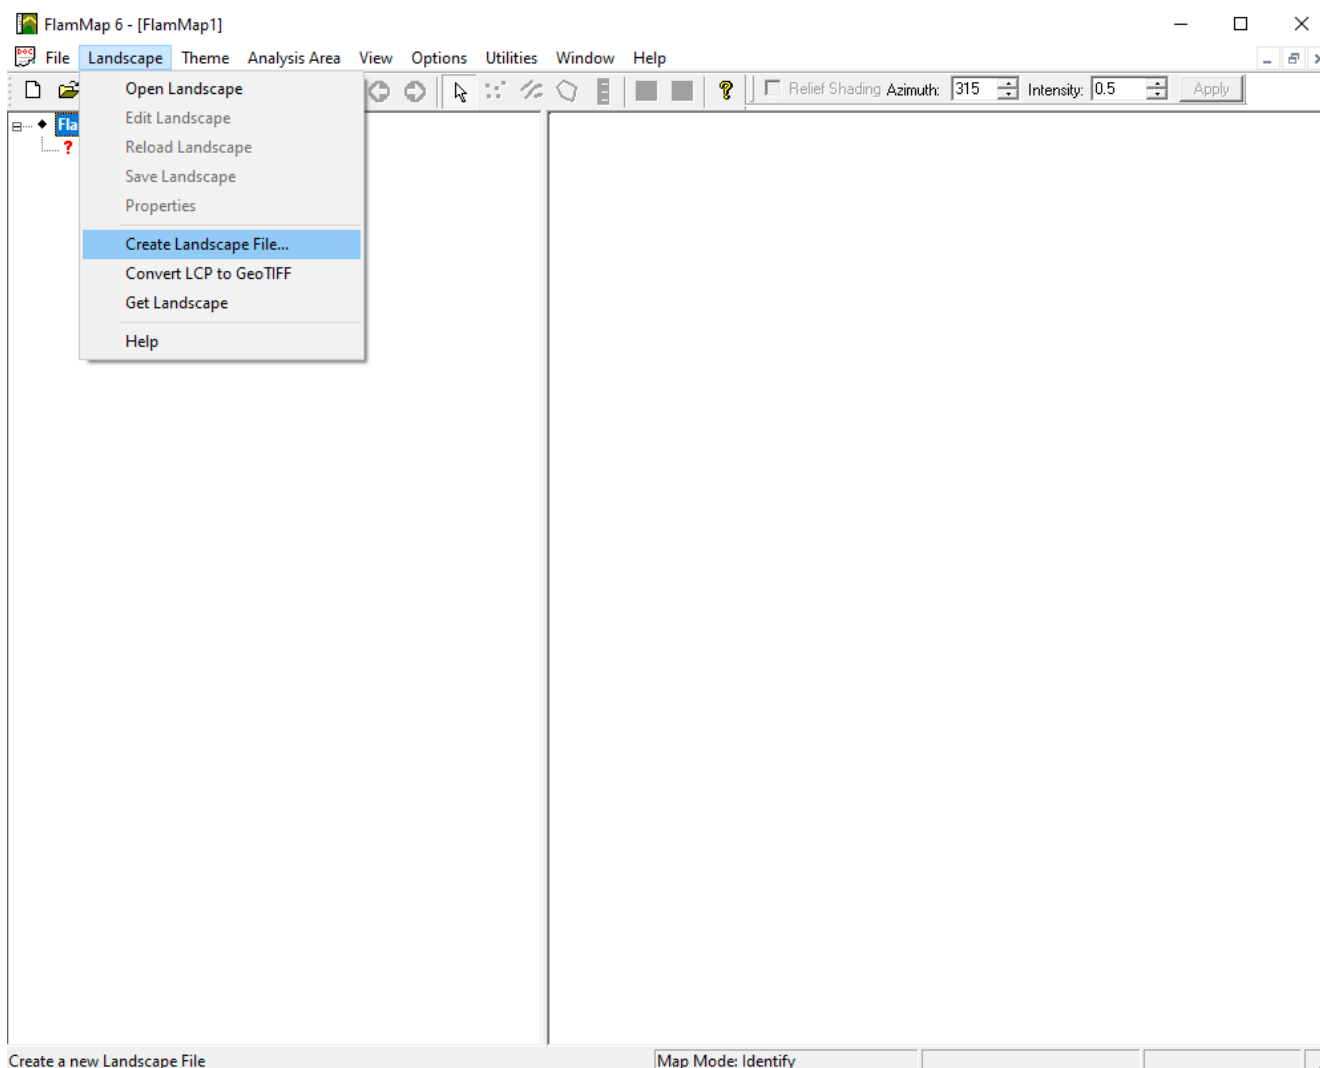 FlamMap 6 - [FlamMap1]
File Landscape Theme Analysis Area View Options Utilities Window Help
Relief Shading Azimuth: 315 Intensity: 0.5 Apply
Open Landscape
Edit Landscape
Reload Landscape
Save Landscape
Properties
Create Landscape File...
Convert LCP to GeoTIFF
Get Landscape
Help
Fla
?
Create a new Landscape File Map Mode: Identify